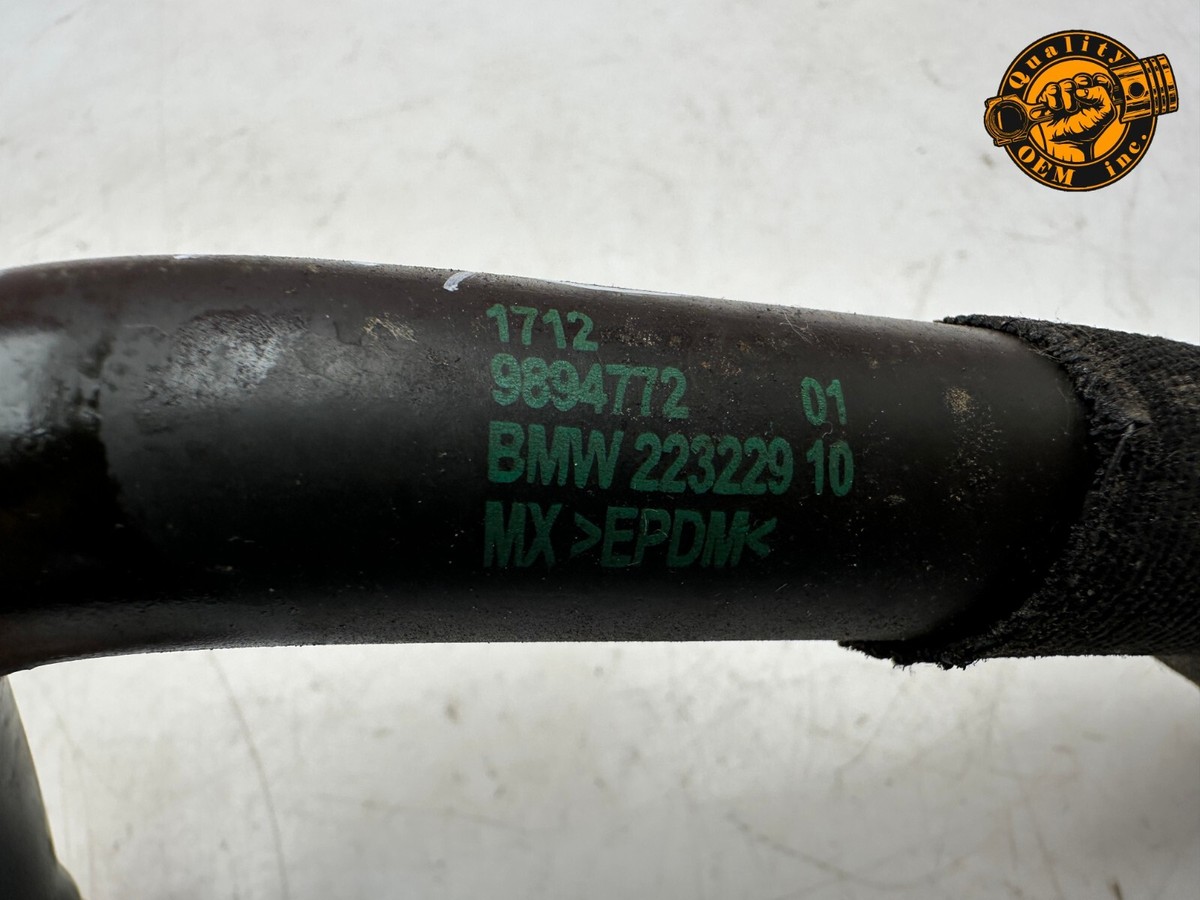 Quality
OEM inc.
1712
9894772 01
BMW 223229 10
MX >EPDM<